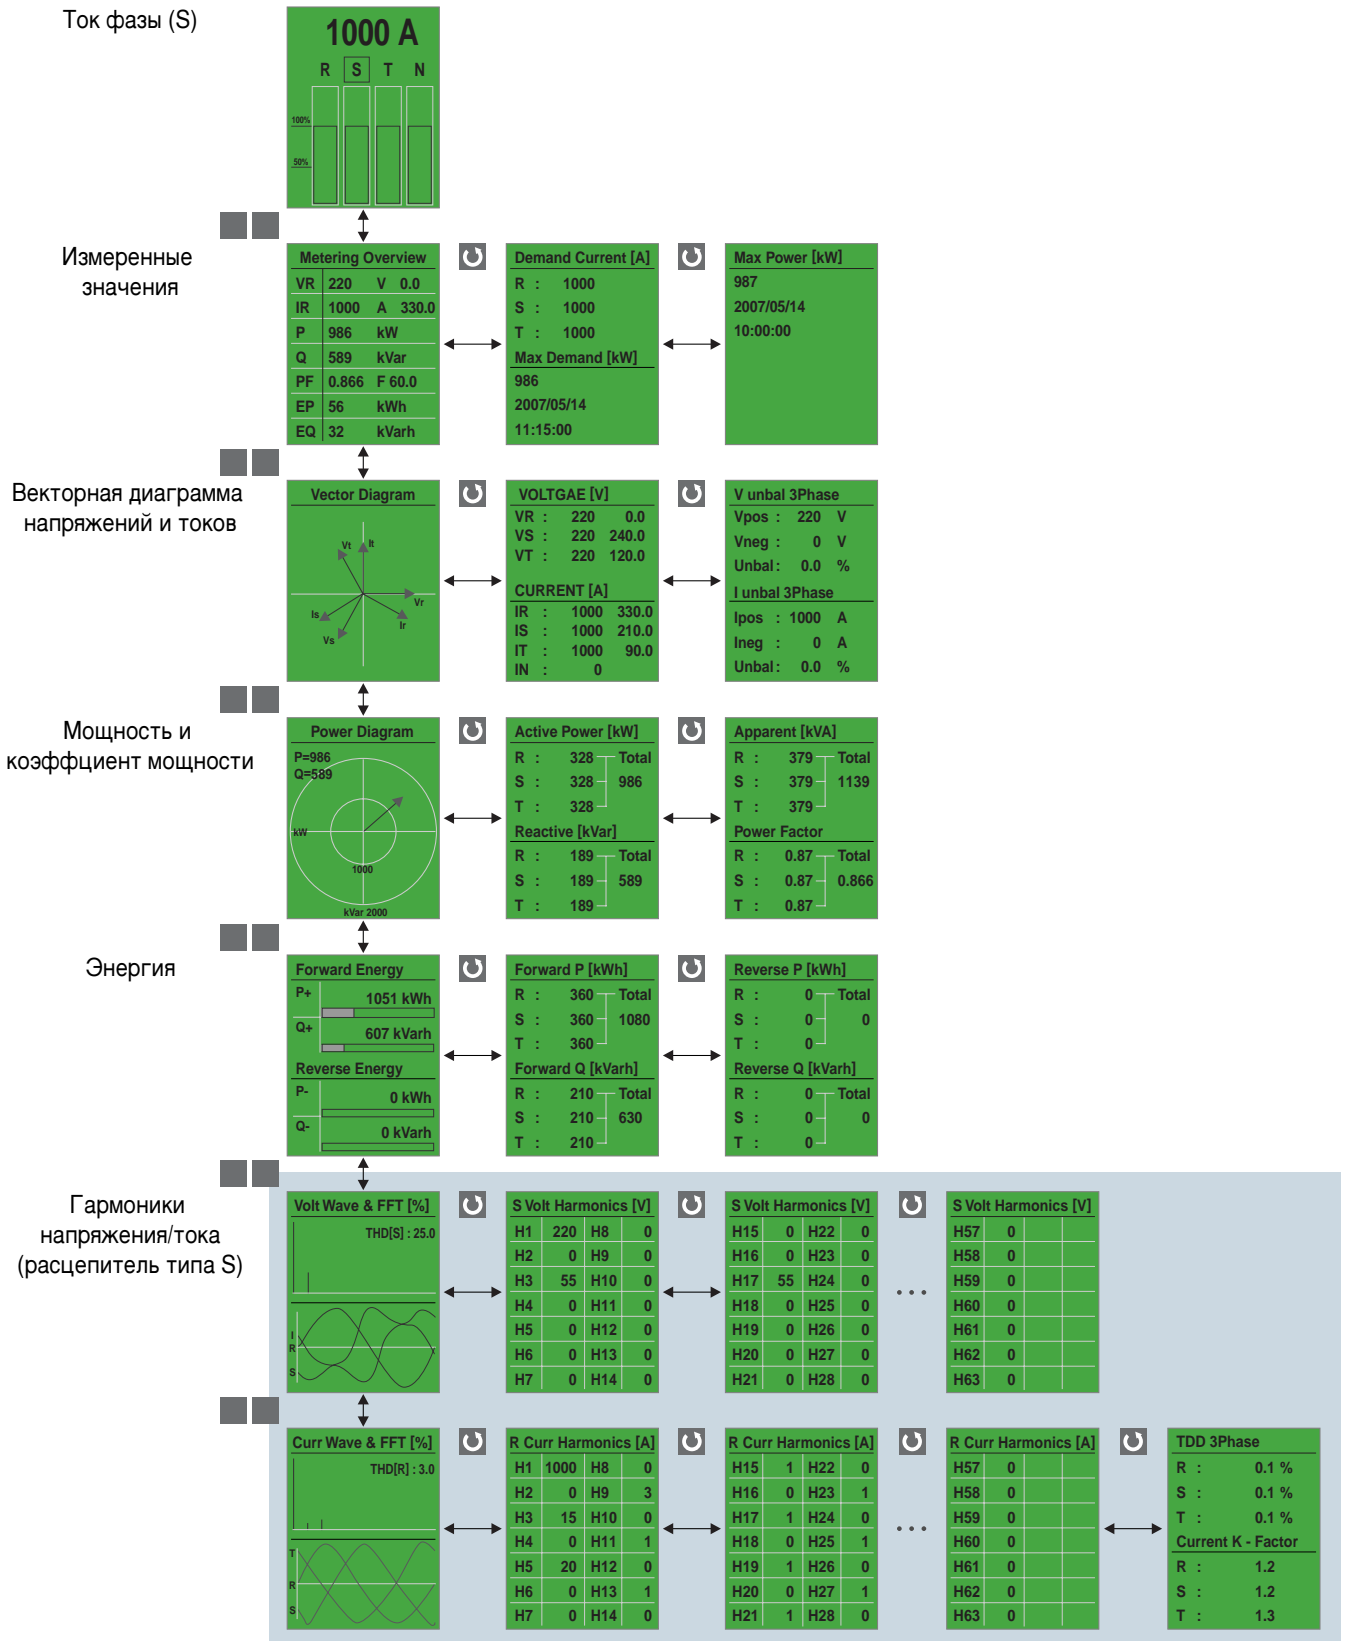 Ток фазы (S)
1000 A
R S T N
100%
50%
Измеренные
значения
Metering Overview
VR 220 V 0.0
IR 1000 A 330.0
P 986 kW
Q 589 kVar
PF 0.866 F 60.0
EP 56 kWh
EQ 32 kVarh
Demand Current [A]
R : 1000
S : 1000
T : 1000
Max Demand [kW]
986
2007/05/14
11:15:00
Max Power [kW]
987
2007/05/14
10:00:00
Векторная диаграмма
напряжений и токов
Vector Diagram
Vt It
Vr
Is
Ir
Vs
VOLTGAE [V]
VR : 220 0.0
VS : 220 240.0
VT : 220 120.0
CURRENT [A]
IR : 1000 330.0
IS : 1000 210.0
IT : 1000 90.0
IN : 0
V unbal 3Phase
Vpos : 220 V
Vneg : 0 V
Unbal : 0.0 %
I unbal 3Phase
Ipos : 1000 A
Ineg : 0 A
Unbal : 0.0 %
Мощность и
коэффциент мощности
Power Diagram
P=986
Q=589
kW
1000
kVar 2000
Active Power [kW]
R : 328 Total
S : 328 986
T : 328
Reactive [kVar]
R : 189 Total
S : 189 589
T : 189
Apparent [kVA]
R : 379 Total
S : 379 1139
T : 379
Power Factor
R : 0.87 Total
S : 0.87 0.866
T : 0.87
Энергия
Forward Energy
P+ 1051 kWh
Q+ 607 kVarh
Reverse Energy
P- 0 kWh
Q- 0 kVarh
Forward P [kWh]
R : 360 Total
S : 360 1080
T : 360
Forward Q [kVarh]
R : 210 Total
S : 210 630
T : 210
Reverse P [kWh]
R : 0 Total
S : 0 0
T : 0
Reverse Q [kVarh]
R : 0 Total
S : 0 0
T : 0
Гармоники
напряжения/тока
(расцепитель типа S)
Volt Wave & FFT [%]
THD[S] : 25.0
I
R
S
S Volt Harmonics [V]
H1 220 H8 0
H2 0 H9 0
H3 55 H10 0
H4 0 H11 0
H5 0 H12 0
H6 0 H13 0
H7 0 H14 0
S Volt Harmonics [V]
H15 0 H22 0
H16 0 H23 0
H17 55 H24 0
H18 0 H25 0
H19 0 H26 0
H20 0 H27 0
H21 0 H28 0
. . .
S Volt Harmonics [V]
H57 0
H58 0
H59 0
H60 0
H61 0
H62 0
H63 0
Curr Wave & FFT [%]
THD[R] : 3.0
T
R
S
R Curr Harmonics [A]
H1 1000 H8 0
H2 0 H9 3
H3 15 H10 0
H4 0 H11 1
H5 20 H12 0
H6 0 H13 1
H7 0 H14 0
R Curr Harmonics [A]
H15 1 H22 0
H16 0 H23 1
H17 1 H24 0
H18 0 H25 1
H19 1 H26 0
H20 0 H27 1
H21 1 H28 0
. . .
R Curr Harmonics [A]
H57 0
H58 0
H59 0
H60 0
H61 0
H62 0
H63 0
TDD 3Phase
R : 0.1 %
S : 0.1 %
T : 0.1 %
Current K - Factor
R : 1.2
S : 1.2
T : 1.3